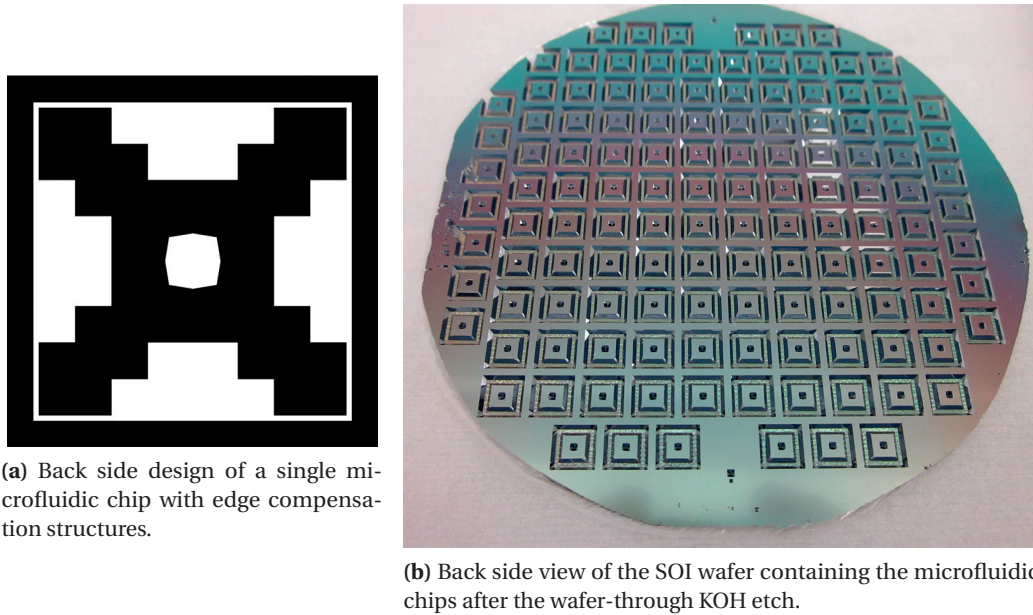 (a) Back side design of a single mi-
crofluidic chip with edge compensa-
tion structures.
(b) Back side view of the SOI wafer containing the microfluidic
chips after the wafer-through KOH etch.